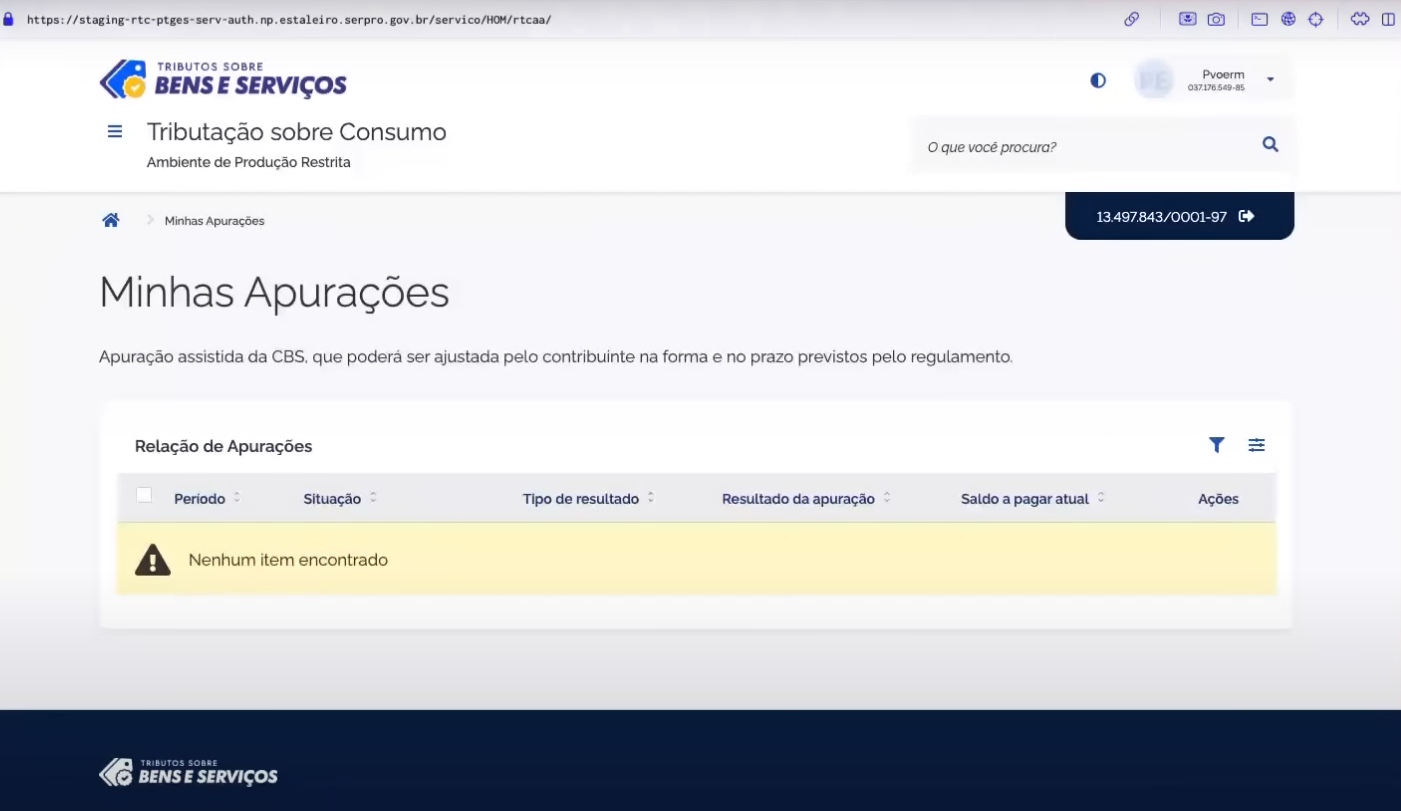 https://staging-rtc-ptges-serv-auth.np.estaleiro.serpro.gov.br/servico/HOM/rtcaa/
TRIBUTOS SOBRE
BENS E SERVIÇOS
PE
Pvoerm
037.176.549-85
Tributação sobre Consumo
Ambiente de Produção Restrita
O que você procura?
Minhas Apurações
13.497.843/0001-97
Minhas Apurações
Apuração assistida da CBS, que poderá ser ajustada pelo contribuinte na forma e no prazo previstos pelo regulamento.
Relação de Apurações
Período Situação Tipo de resultado Resultado da apuração Saldo a pagar atual Ações
Nenhum item encontrado
TRIBUTOS SOBRE
BENS E SERVIÇOS